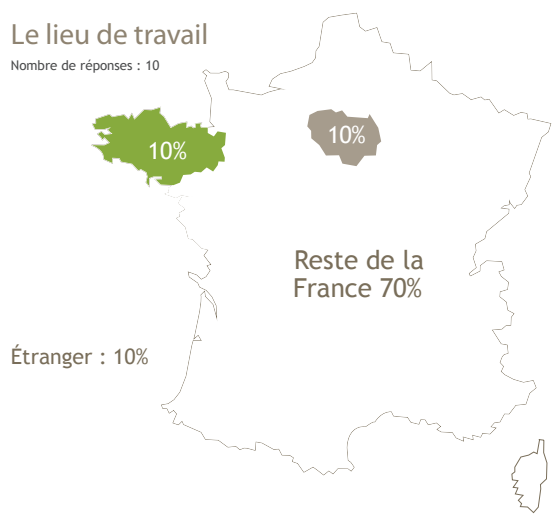 Le lieu de travail
Nombre de réponses : 10
10%
10%
Reste de la
France 70%
Étranger : 10%